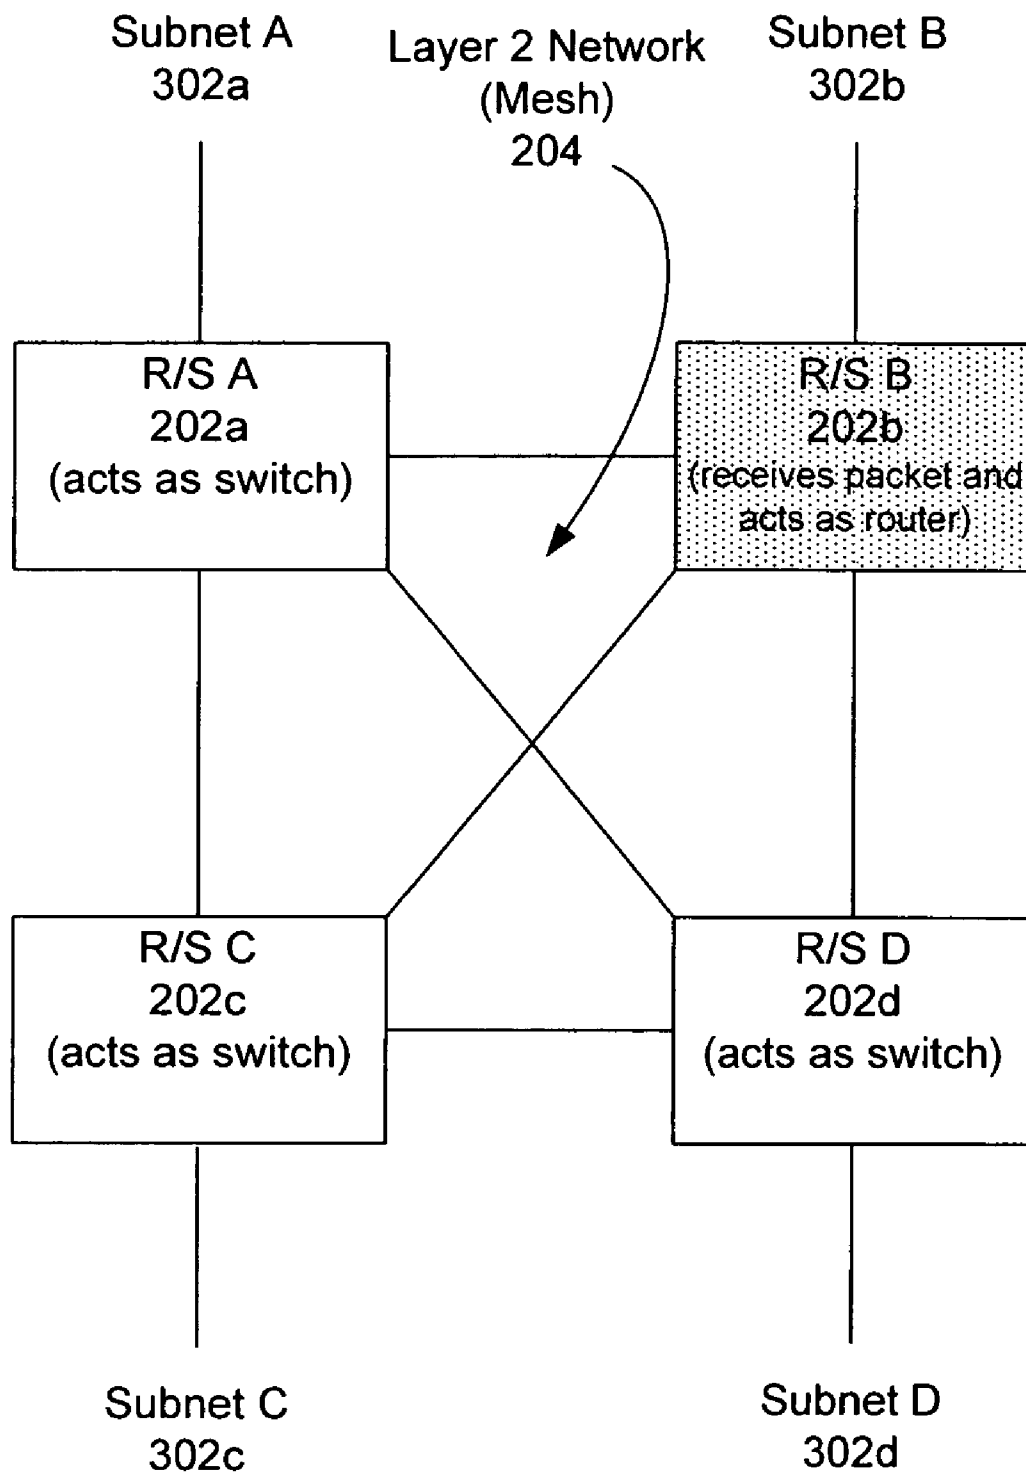 Subnet A
302a
Layer 2 Network
(Mesh)
204
Subnet B
302b
R/S A
202a
(acts as switch)
R/S B
202b
(receives packet and
acts as router)
R/S C
202c
(acts as switch)
R/S D
202d
(acts as switch)
Subnet C
302c
Subnet D
302d